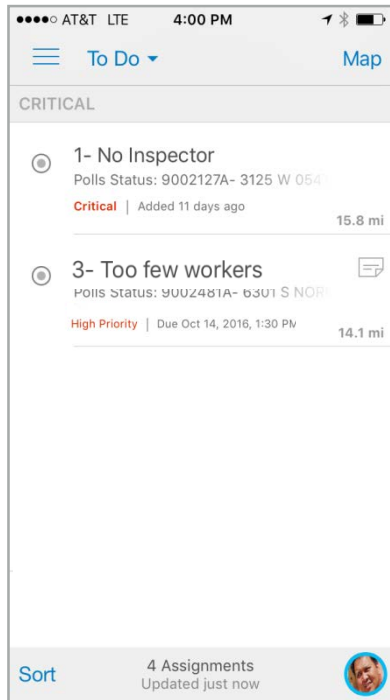 AT&T LTE 4:00 PM
To Do Map
CRITICAL
1- No Inspector
Polls Status: 9002127A- 3125 W 054
Critical | Added 11 days ago
15.8 mi
3- Too few workers
Polls Status: 9002481A- 6301 S NOR
High Priority | Due Oct 14, 2016, 1:30 PM
14.1 mi
Sort
4 Assignments
Updated just now